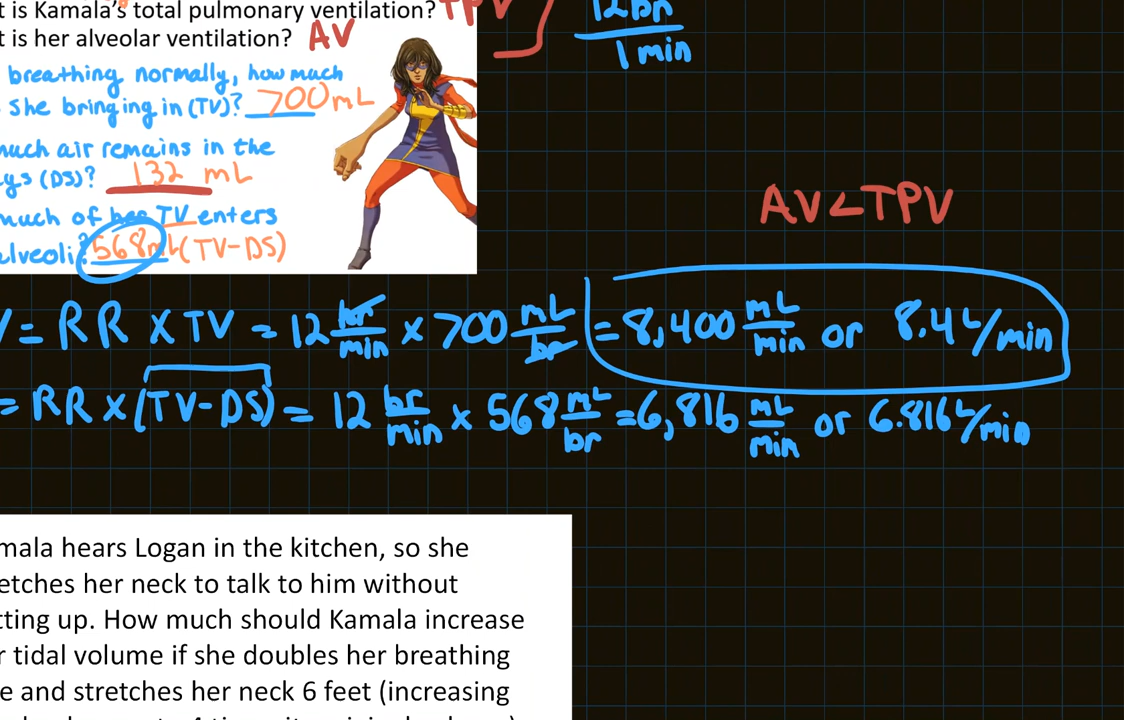 t is Kamala's total pulmonary ventilation? TPV
t is her alveolar ventilation? AV
12 br
1 min
breathing normally, how much
she bringing in (TV)? 700 mL
much air remains in the
ys (DS)? 132 mL
much of her TV enters
alveoli? 568 mL (TV-DS)
AV < TPV
V = RR X TV = 12 br/min x 700 mL/br = 8,400 mL/min or 8.4 L/min
= RR X (TV-DS) = 12 br/min x 568 mL/br = 6,816 mL/min or 6.816 L/min
mala hears Logan in the kitchen, so she
etches her neck to talk to him without
tting up. How much should Kamala increase
r tidal volume if she doubles her breathing
e and stretches her neck 6 feet (increasing